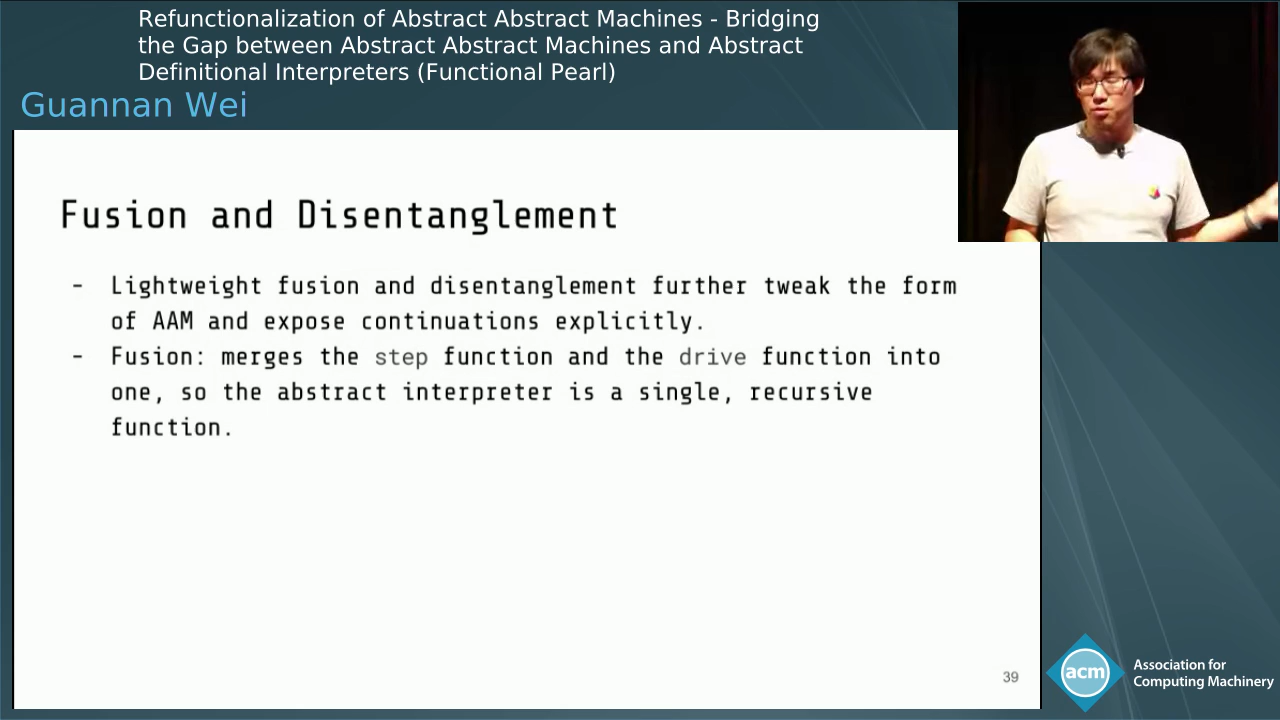 Refunctionalization of Abstract Abstract Machines - Bridging
the Gap between Abstract Abstract Machines and Abstract
Definitional Interpreters (Functional Pearl)
Guannan Wei
Fusion and Disentanglement
- Lightweight fusion and disentanglement further tweak the form
of AAM and expose continuations explicitly.
- Fusion: merges the step function and the drive function into
one, so the abstract interpreter is a single, recursive
function.
39
acm
Association for
Computing Machinery